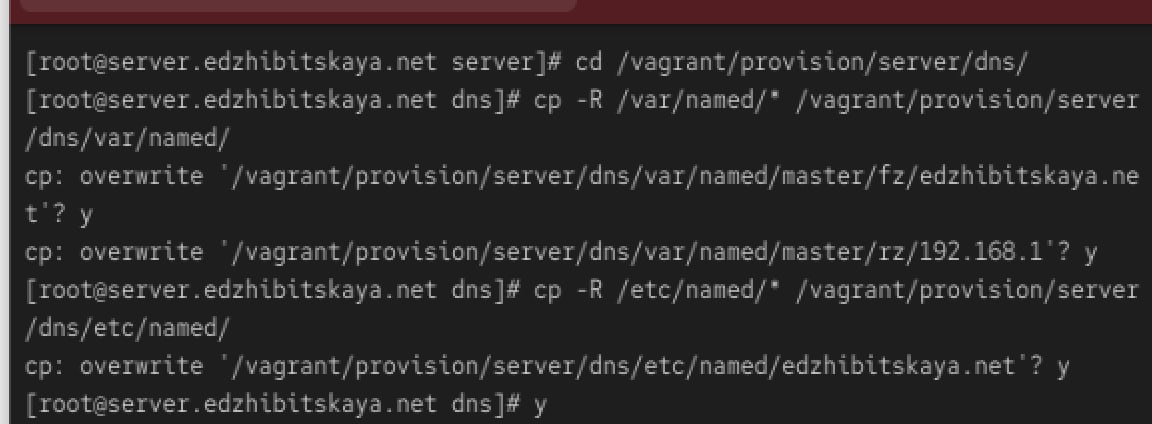 [root@server.edzhibitskaya.net server]# cd /vagrant/provision/server/dns/
[root@server.edzhibitskaya.net dns]# cp -R /var/named/* /vagrant/provision/server
/dns/var/named/
cp: overwrite '/vagrant/provision/server/dns/var/named/master/fz/edzhibitskaya.ne
t'? y
cp: overwrite '/vagrant/provision/server/dns/var/named/master/rz/192.168.1'? y
[root@server.edzhibitskaya.net dns]# cp -R /etc/named/* /vagrant/provision/server
/dns/etc/named/
cp: overwrite '/vagrant/provision/server/dns/etc/named/edzhibitskaya.net'? y
[root@server.edzhibitskaya.net dns]# y